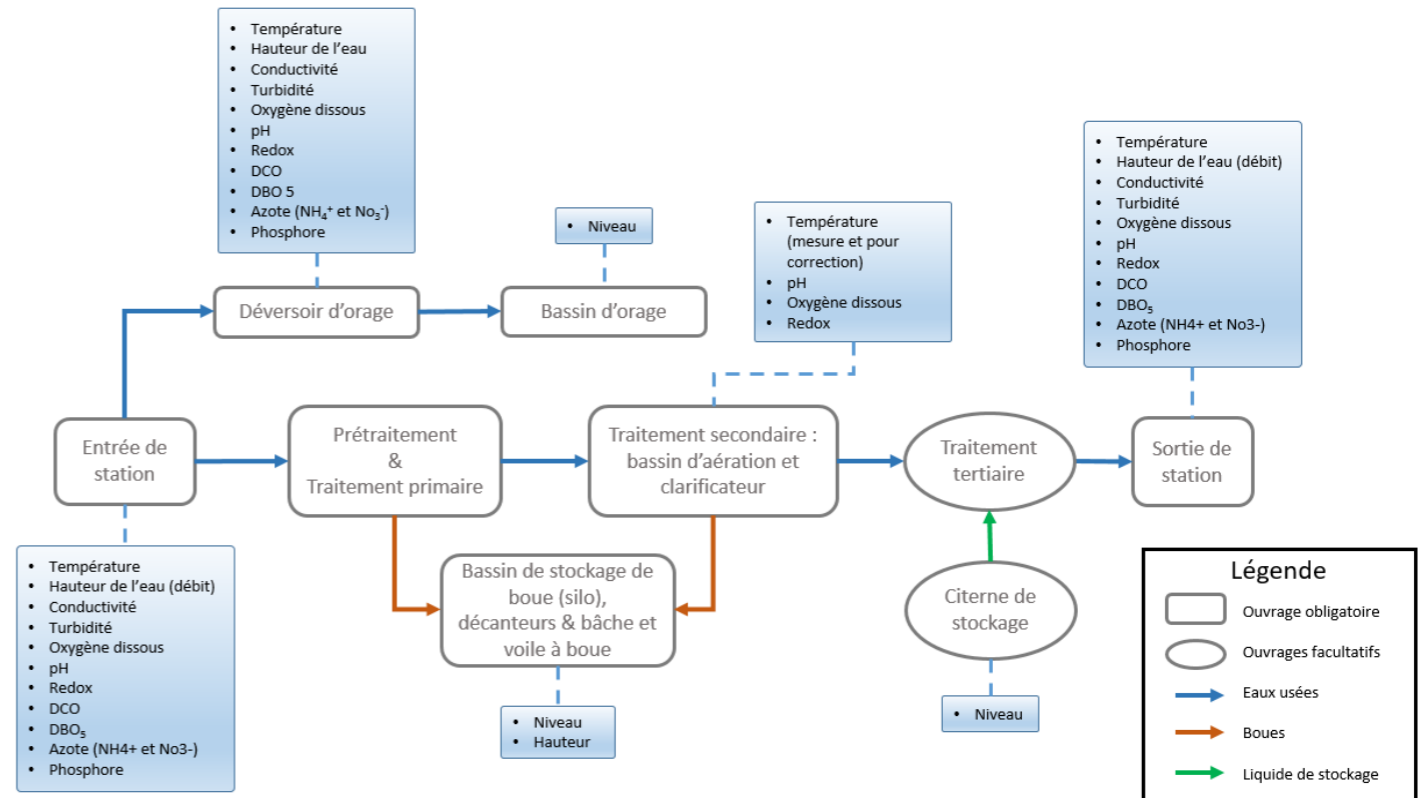 • Température
• Hauteur de l'eau
• Conductivité
• Turbidité
• Oxygène dissous
• pH
• Redox
• DCO
• DBO 5
• Azote (NH₄⁺ et No₃⁻)
• Phosphore
• Niveau
• Température
(mesure et pour
correction)
• pH
• Oxygène dissous
• Redox
• Température
• Hauteur de l'eau (débit)
• Conductivité
• Turbidité
• Oxygène dissous
• pH
• Redox
• DCO
• DBO₅
• Azote (NH4+ et No3-)
• Phosphore
Déversoir d'orage
Bassin d'orage
Entrée de
station
Prétraitement
&
Traitement primaire
Traitement secondaire :
bassin d'aération et
clarificateur
Traitement
tertiaire
Sortie de
station
Bassin de stockage de
boue (silo),
décanteurs & bâche et
voile à boue
Citerne de
stockage
• Température
• Hauteur de l'eau (débit)
• Conductivité
• Turbidité
• Oxygène dissous
• pH
• Redox
• DCO
• DBO₅
• Azote (NH4+ et No3-)
• Phosphore
• Niveau
• Hauteur
• Niveau
Légende
Ouvrage obligatoire
Ouvrages facultatifs
Eaux usées
Boues
Liquide de stockage